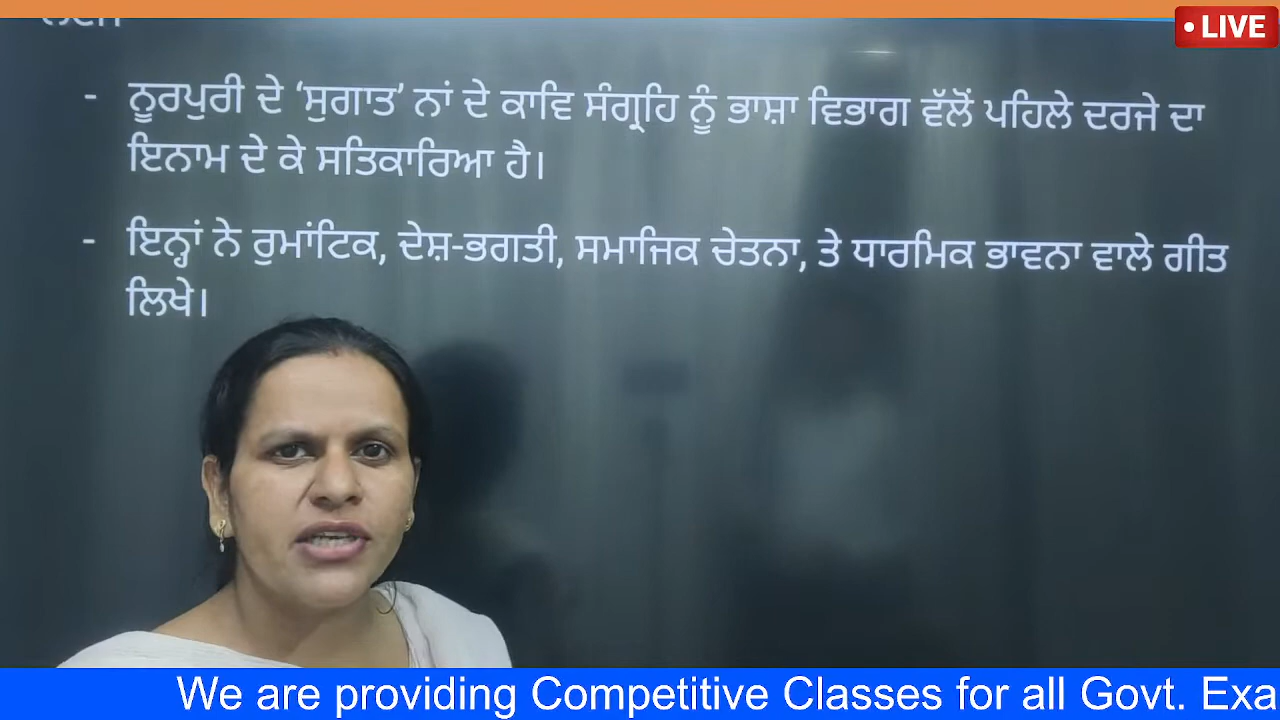 • LIVE
- ਨੂਰਪੁਰੀ ਦੇ ‘ਸੁਗਾਤ’ ਨਾਂ ਦੇ ਕਾਵਿ ਸੰਗ੍ਰਹਿ ਨੂੰ ਭਾਸ਼ਾ ਵਿਭਾਗ ਵੱਲੋਂ ਪਹਿਲੇ ਦਰਜੇ ਦਾ
ਇਨਾਮ ਦੇ ਕੇ ਸਤਿਕਾਰਿਆ ਹੈ।
- ਇਨ੍ਹਾਂ ਨੇ ਰੁਮਾਂਟਿਕ, ਦੇਸ਼-ਭਗਤੀ, ਸਮਾਜਿਕ ਚੇਤਨਾ, ਤੇ ਧਾਰਮਿਕ ਭਾਵਨਾ ਵਾਲੇ ਗੀਤ
ਲਿਖੇ।
We are providing Competitive Classes for all Govt. Exa